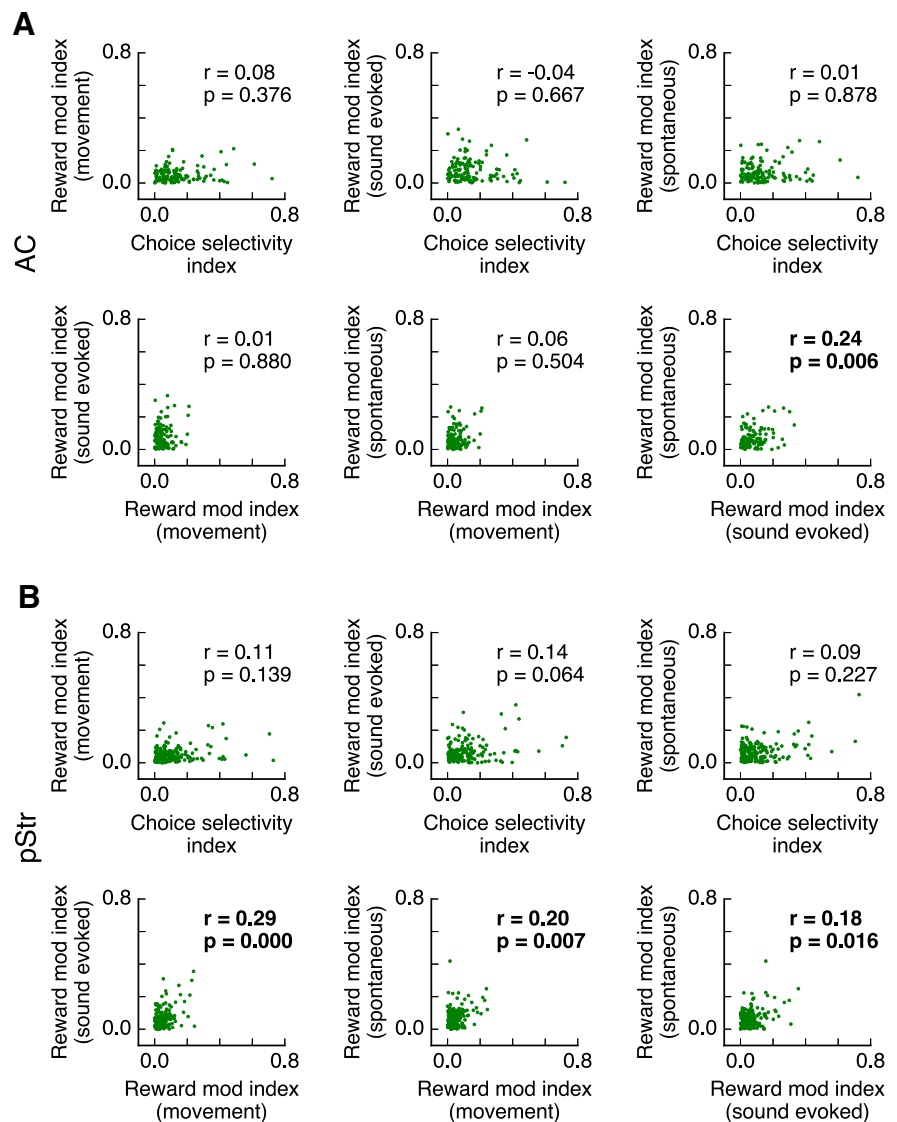 A
AC
0.8
0.0
Reward mod index
(movement)
r = 0.08
p = 0.376
0.0
0.8
Choice selectivity
index
0.8
0.0
Reward mod index
(sound evoked)
r = -0.04
p = 0.667
0.0
0.8
Choice selectivity
index
0.8
0.0
Reward mod index
(spontaneous)
r = 0.01
p = 0.878
0.0
0.8
Choice selectivity
index
0.8
0.0
Reward mod index
(sound evoked)
r = 0.01
p = 0.880
0.0
0.8
Reward mod index
(movement)
0.8
0.0
Reward mod index
(spontaneous)
r = 0.06
p = 0.504
0.0
0.8
Reward mod index
(movement)
0.8
0.0
Reward mod index
(spontaneous)
r = 0.24
p = 0.006
0.0
0.8
Reward mod index
(sound evoked)
B
pStr
0.8
0.0
Reward mod index
(movement)
r = 0.11
p = 0.139
0.0
0.8
Choice selectivity
index
0.8
0.0
Reward mod index
(sound evoked)
r = 0.14
p = 0.064
0.0
0.8
Choice selectivity
index
0.8
0.0
Reward mod index
(spontaneous)
r = 0.09
p = 0.227
0.0
0.8
Choice selectivity
index
0.8
0.0
Reward mod index
(sound evoked)
r = 0.29
p = 0.000
0.0
0.8
Reward mod index
(movement)
0.8
0.0
Reward mod index
(spontaneous)
r = 0.20
p = 0.007
0.0
0.8
Reward mod index
(movement)
0.8
0.0
Reward mod index
(spontaneous)
r = 0.18
p = 0.016
0.0
0.8
Reward mod index
(sound evoked)